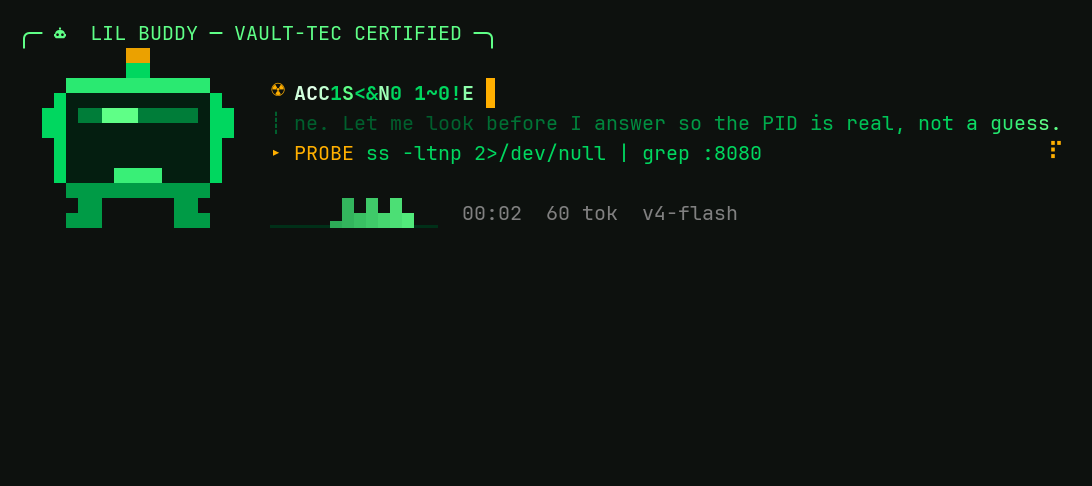 LIL BUDDY — VAULT-TEC CERTIFIED
☢ ACC1S<&N0 1~0!E
ne. Let me look before I answer so the PID is real, not a guess.
▸ PROBE ss -ltnp 2>/dev/null | grep :8080
00:02 60 tok v4-flash